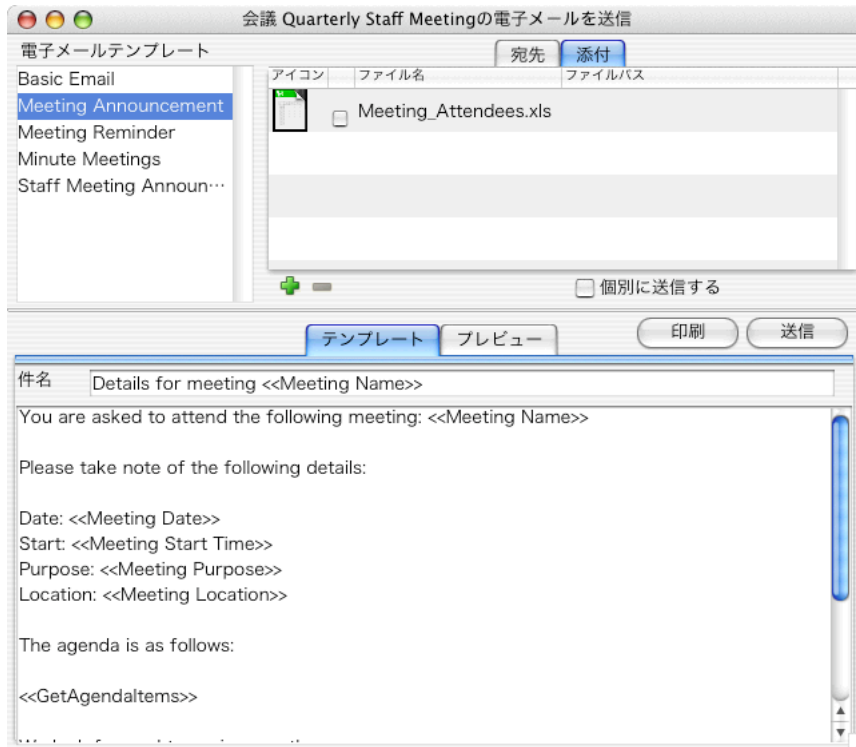 会議 Quarterly Staff Meetingの電子メールを送信
電子メールテンプレート
宛先 添付
Basic Email
Meeting Announcement
Meeting Reminder
Minute Meetings
Staff Meeting Announ…
アイコン ファイル名 ファイルパス
Meeting_Attendees.xls
個別に送信する
テンプレート プレビュー 印刷 送信
件名 Details for meeting <<Meeting Name>>
You are asked to attend the following meeting: <<Meeting Name>>
Please take note of the following details:
Date: <<Meeting Date>>
Start: <<Meeting Start Time>>
Purpose: <<Meeting Purpose>>
Location: <<Meeting Location>>
The agenda is as follows:
<<GetAgendaItems>>